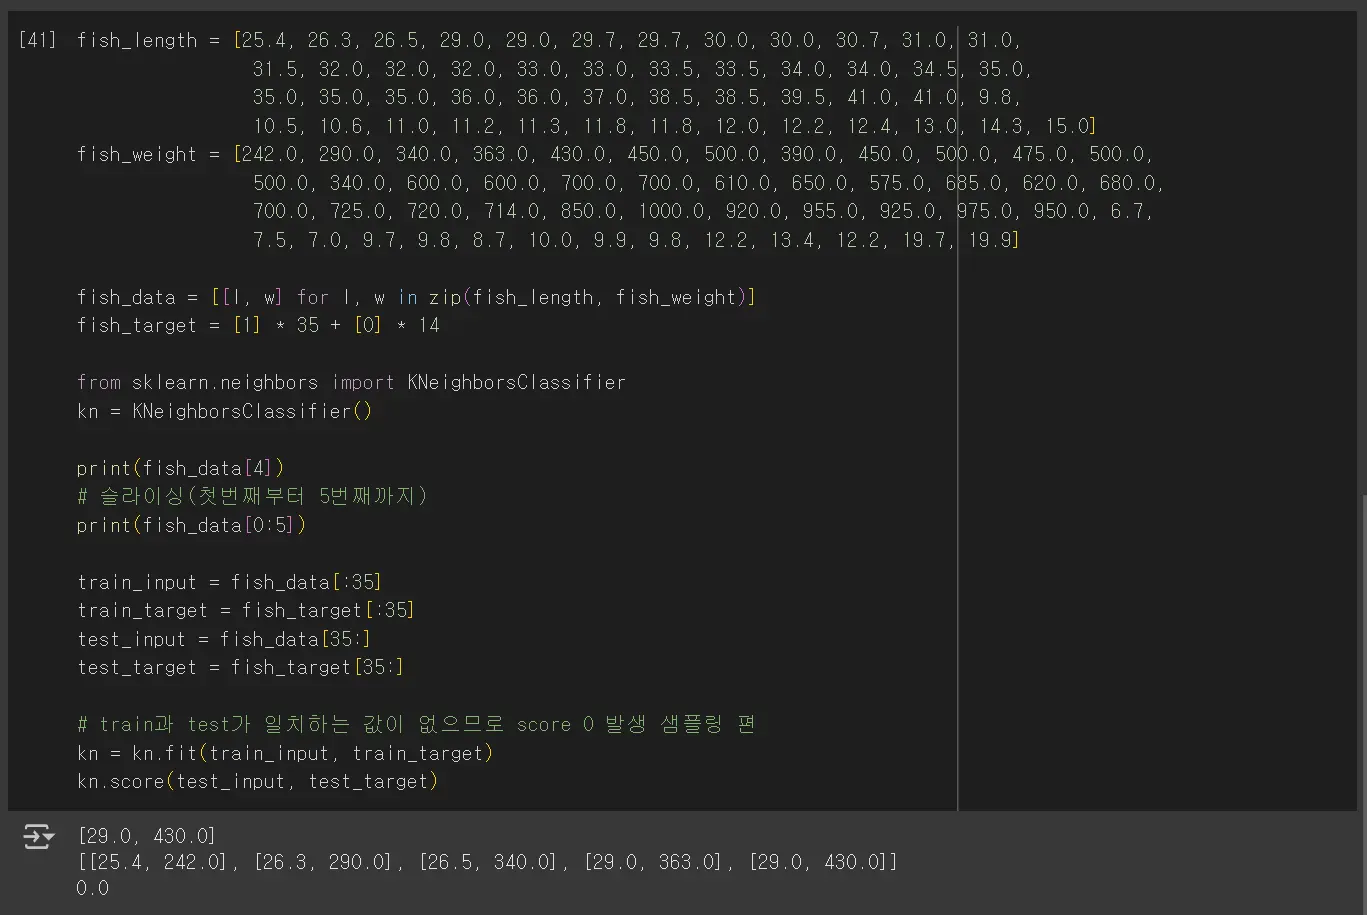 [41] fish_length = [25.4, 26.3, 26.5, 29.0, 29.0, 29.7, 29.7, 30.0, 30.0, 30.7, 31.0, 31.0,
31.5, 32.0, 32.0, 32.0, 33.0, 33.0, 33.5, 33.5, 34.0, 34.0, 34.5, 35.0,
35.0, 35.0, 35.0, 36.0, 36.0, 37.0, 38.5, 38.5, 39.5, 41.0, 41.0, 9.8,
10.5, 10.6, 11.0, 11.2, 11.3, 11.8, 11.8, 12.0, 12.2, 12.4, 13.0, 14.3, 15.0]
fish_weight = [242.0, 290.0, 340.0, 363.0, 430.0, 450.0, 500.0, 390.0, 450.0, 500.0, 475.0, 500.0,
500.0, 340.0, 600.0, 600.0, 700.0, 700.0, 610.0, 650.0, 575.0, 685.0, 620.0, 680.0,
700.0, 725.0, 720.0, 714.0, 850.0, 1000.0, 920.0, 955.0, 925.0, 975.0, 950.0, 6.7,
7.5, 7.0, 9.7, 9.8, 8.7, 10.0, 9.9, 9.8, 12.2, 13.4, 12.2, 19.7, 19.9]
fish_data = [[l, w] for l, w in zip(fish_length, fish_weight)]
fish_target = [1] * 35 + [0] * 14
from sklearn.neighbors import KNeighborsClassifier
kn = KNeighborsClassifier()
print(fish_data[4])
# 슬라이싱(첫번째부터 5번째까지)
print(fish_data[0:5])
train_input = fish_data[:35]
train_target = fish_target[:35]
test_input = fish_data[35:]
test_target = fish_target[35:]
# train과 test가 일치하는 값이 없으므로 score 0 발생 샘플링 편
kn = kn.fit(train_input, train_target)
kn.score(test_input, test_target)
[29.0, 430.0]
[[25.4, 242.0], [26.3, 290.0], [26.5, 340.0], [29.0, 363.0], [29.0, 430.0]]
0.0